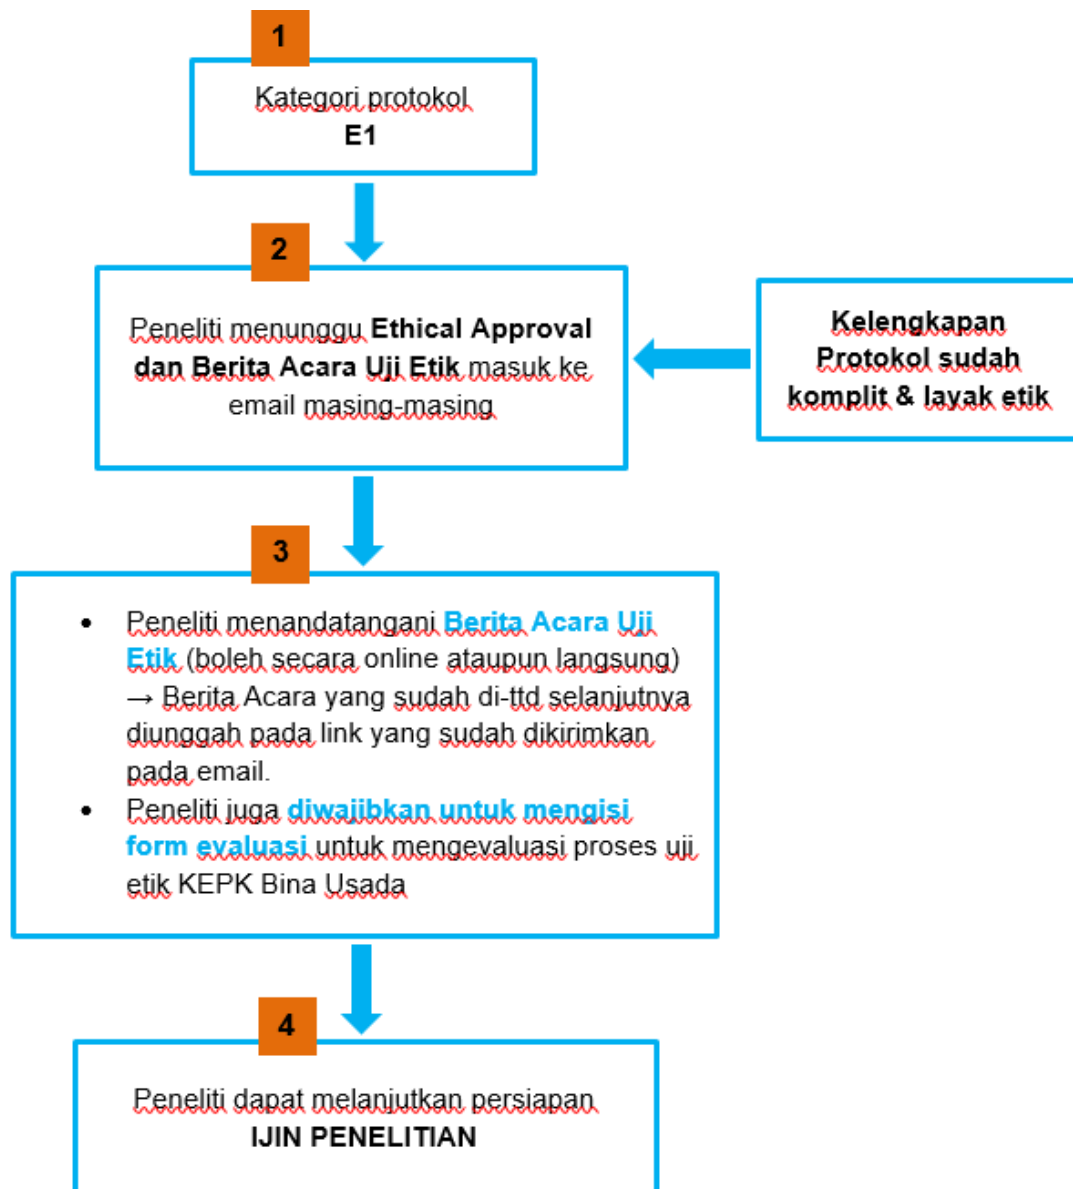 1
Kategori protokol
E1
2
Peneliti menunggu Ethical Approval
dan Berita Acara Uji Etik masuk ke
email masing-masing
Kelengkapan
Protokol sudah
komplit & layak etik
3
• Peneliti menandatangani Berita Acara Uji
Etik (boleh secara online ataupun langsung)
→ Berita Acara yang sudah di-ttd selanjutnya
diunggah pada link yang sudah dikirimkan
pada email.
• Peneliti juga diwajibkan untuk mengisi
form evaluasi untuk mengevaluasi proses uji
etik KEPK Bina Usada
4
Peneliti dapat melanjutkan persiapan
IJIN PENELITIAN